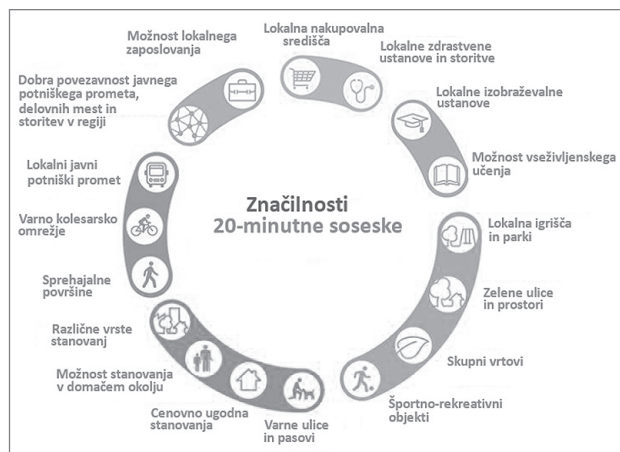 Lokalna nakupovalna
središča
Lokalne zdrastvene
ustanove in storitve
Lokalne izobraževalne
ustanove
Možnost vseživljenskega
učenja
Lokalna igrišča
in parki
Zelene ulice
in prostori
Skupni vrtovi
Športno-rekreativni
objekti
Varne ulice
in pasovi
Cenovno ugodna
stanovanja
Možnost stanovanja
v domačem okolju
Različne vrste
stanovanj
Sprehajalne
površine
Varno kolesarsko
omrežje
Lokalni javni
potniški promet
Dobra povezavnost javnega
potniškega prometa,
delovnih mest in
storitev v regiji
Možnost lokalnega
zaposlovanja
Značilnosti
20-minutne soseske